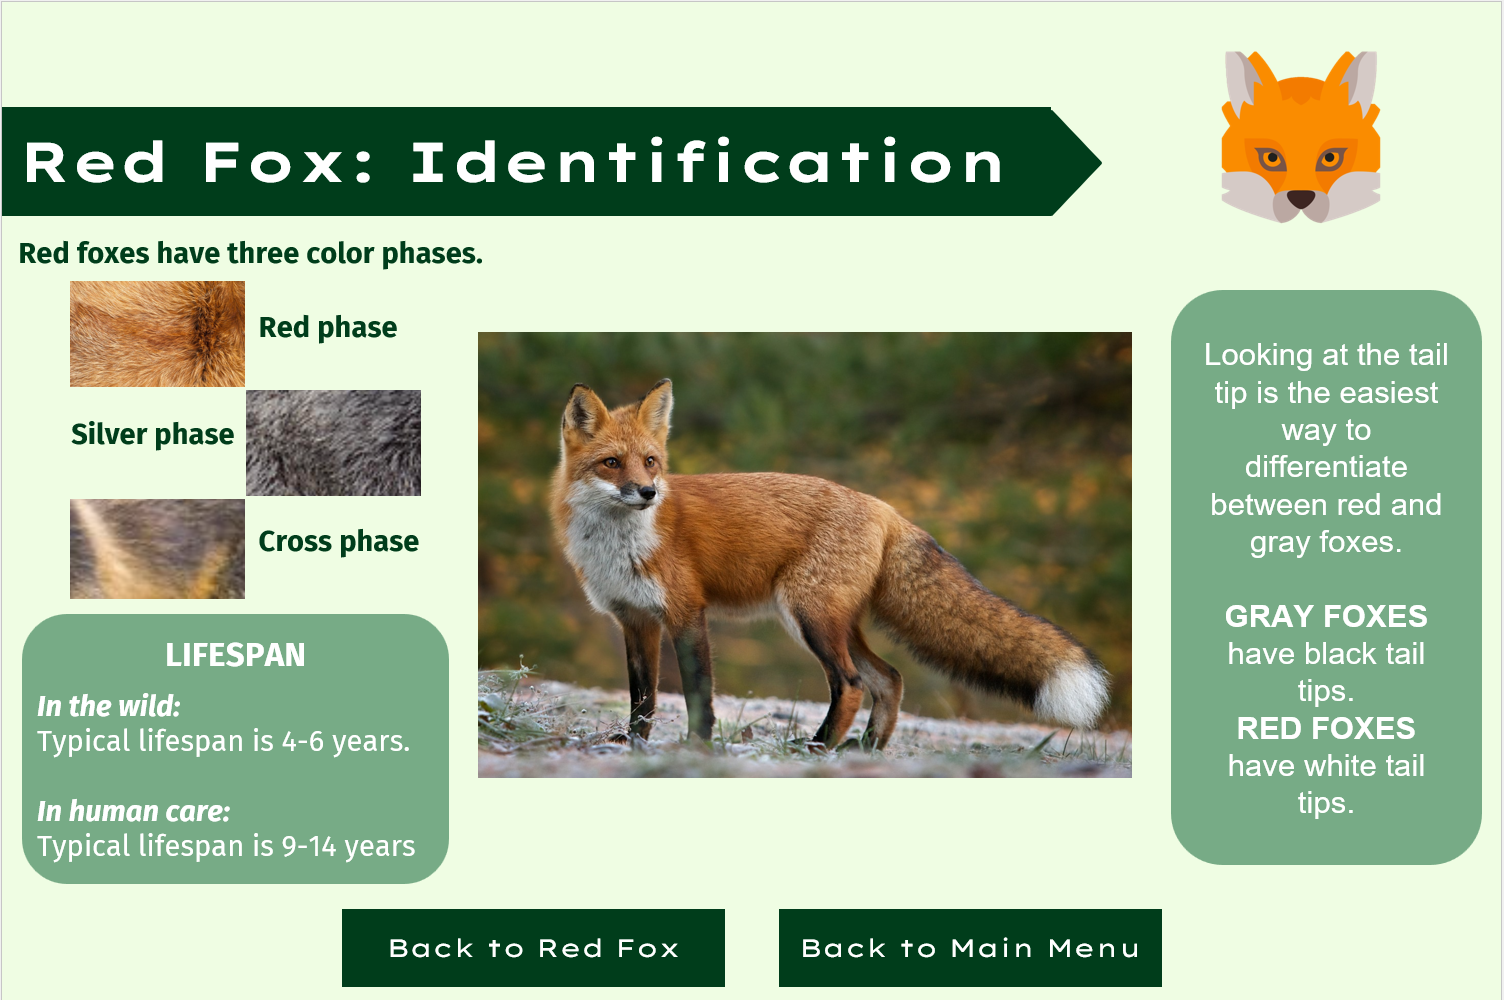 Red Fox: Identification
Red foxes have three color phases.
Red phase
Silver phase
Cross phase
LIFESPAN
In the wild:
Typical lifespan is 4-6 years.
In human care:
Typical lifespan is 9-14 years
Looking at the tail
tip is the easiest
way to
differentiate
between red and
gray foxes.
GRAY FOXES
have black tail
tips.
RED FOXES
have white tail
tips.
Back to Red Fox
Back to Main Menu